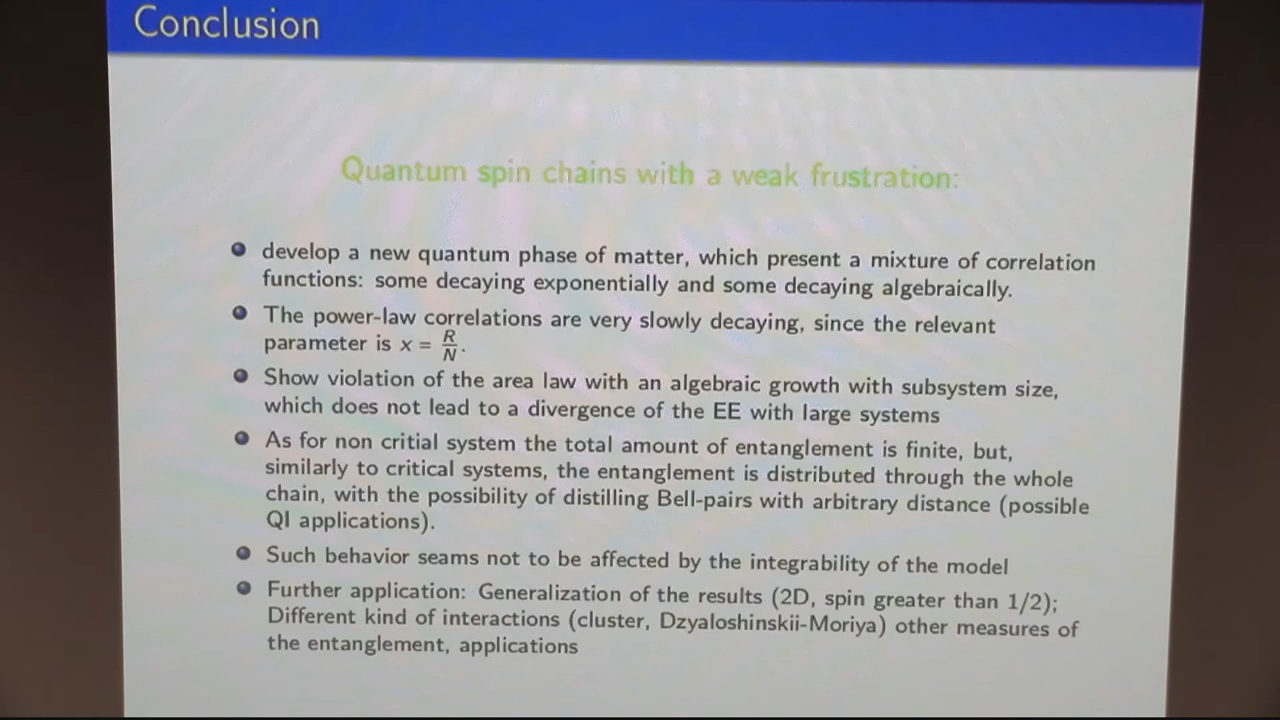 Conclusion
Quantum spin chains with a weak frustration:
develop a new quantum phase of matter, which present a mixture of correlation
functions: some decaying exponentially and some decaying algebraically.
The power-law correlations are very slowly decaying, since the relevant
parameter is x = R/N.
Show violation of the area law with an algebraic growth with subsystem size,
which does not lead to a divergence of the EE with large systems
As for non critial system the total amount of entanglement is finite, but,
similarly to critical systems, the entanglement is distributed through the whole
chain, with the possibility of distilling Bell-pairs with arbitrary distance (possible
QI applications).
Such behavior seams not to be affected by the integrability of the model
Further application: Generalization of the results (2D, spin greater than 1/2);
Different kind of interactions (cluster, Dzyaloshinskii-Moriya) other measures of
the entanglement, applications